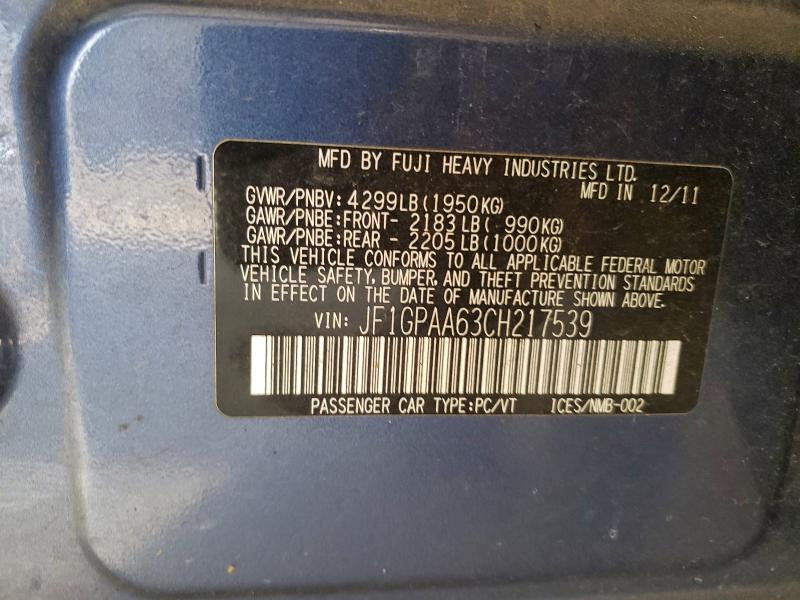 MFD BY FUJI HEAVY INDUSTRIES LTD.
MFD IN 12/11
GVWR/PNBV: 4299LB(1950KG)
GAWR/PNBE:FRONT- 2183LB( 990KG)
GAWR/PNBE:REAR - 2205LB(1000KG)
THIS VEHICLE CONFORMS TO ALL APPLICABLE FEDERAL MOTOR
VEHICLE SAFETY, BUMPER, AND THEFT PREVENTION STANDARDS
IN EFFECT ON THE DATE OF MANUFACTURE SHOWN ABOVE.
VIN: JF1GPAA63CH217539
PASSENGER CAR TYPE:PC/VT ICES/NMB-002